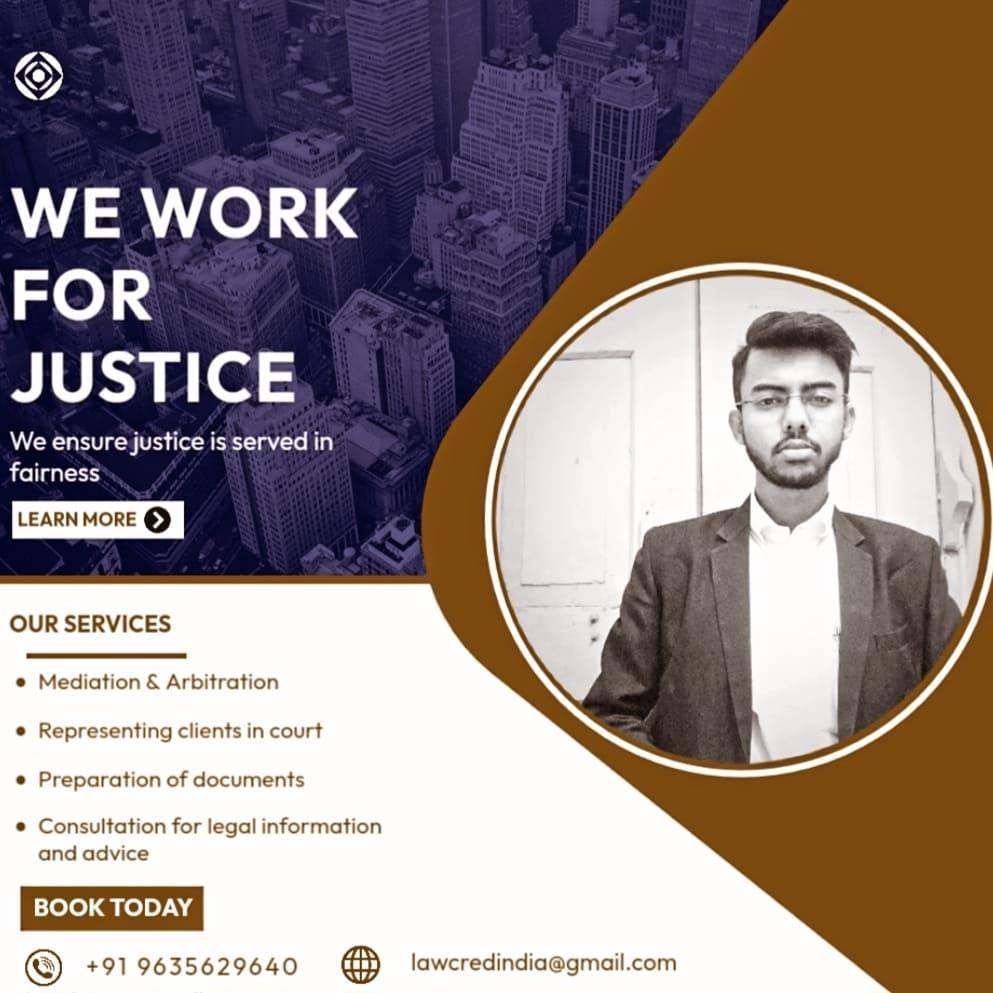 WE WORK
FOR
JUSTICE
We ensure justice is served in
fairness
LEARN MORE
OUR SERVICES
Mediation & Arbitration
Representing clients in court
Preparation of documents
Consultation for legal information
and advice
BOOK TODAY
+91 9635629640
lawcredindia@gmail.com